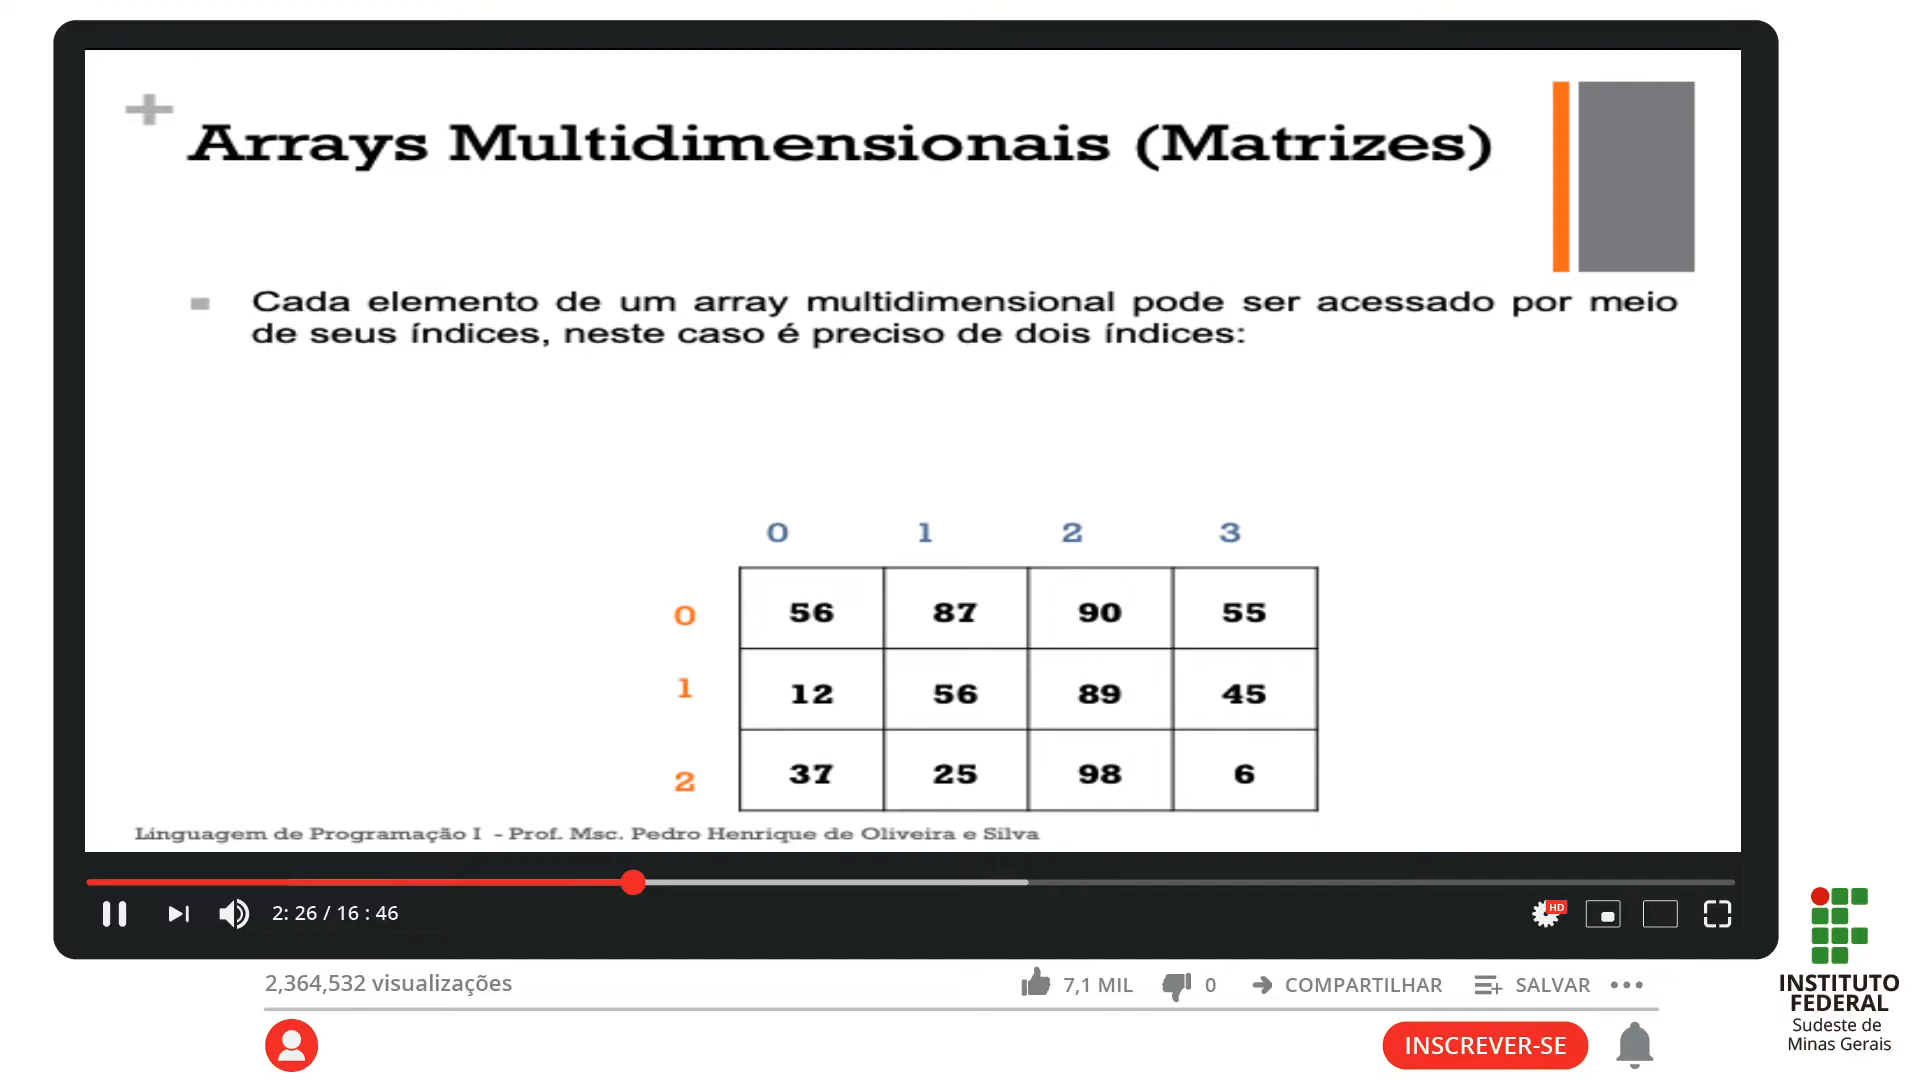 Arrays Multidimensionais (Matrizes)
Cada elemento de um array multidimensional pode ser acessado por meio
de seus índices, neste caso é preciso de dois índices:
0 1 2 3
0 56 87 90 55
1 12 56 89 45
2 37 25 98 6
Linguagem de Programação I - Prof. Msc. Pedro Henrique de Oliveira e Silva
2: 26 / 16 : 46
HD
2,364,532 visualizações
7,1 MIL 0 COMPARTILHAR SALVAR
INSCREVER-SE
INSTITUTO
FEDERAL
Sudeste de
Minas Gerais